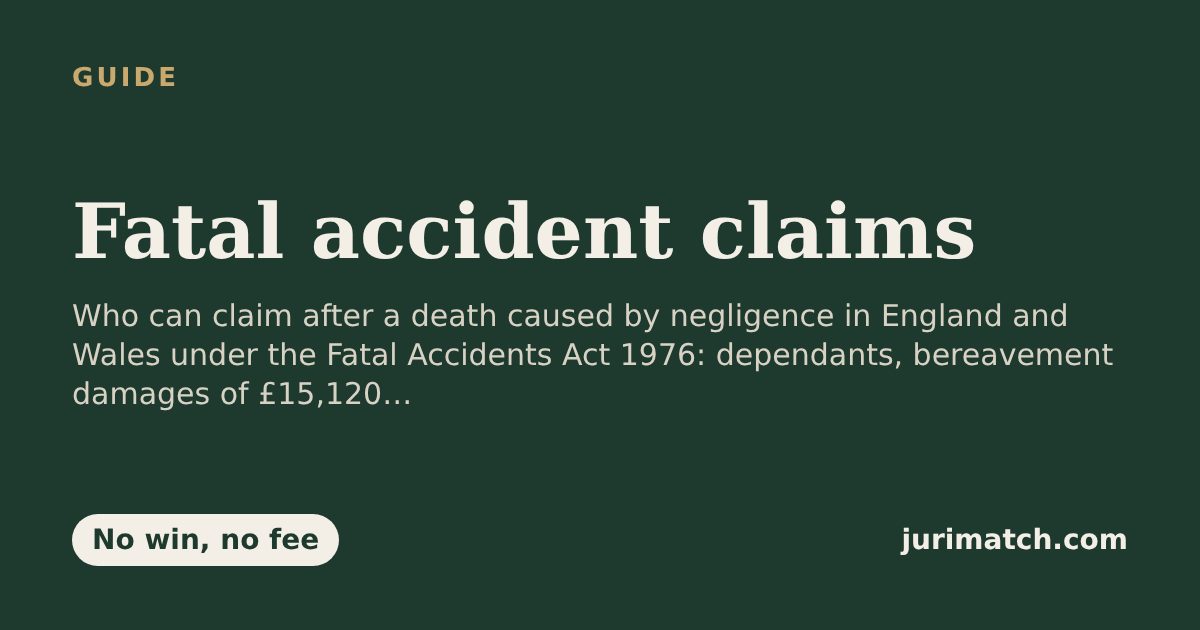 GUIDE
Fatal accident claims
Who can claim after a death caused by negligence in England and
Wales under the Fatal Accidents Act 1976: dependants, bereavement
damages of £15,120…
No win, no fee
jurimatch.com